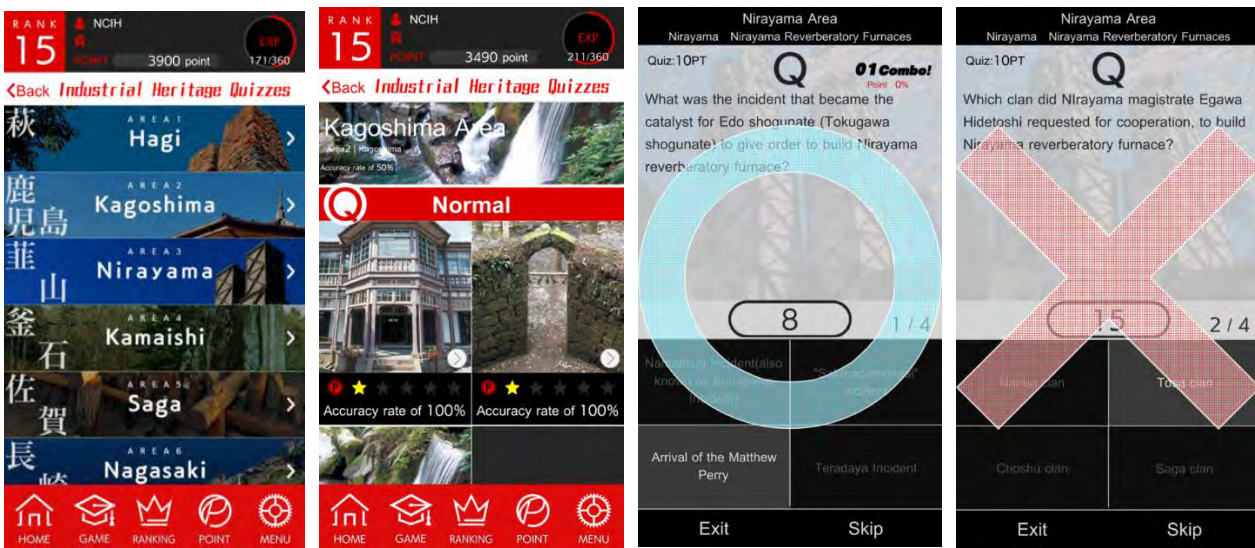 RANK
15
NCIH
POINT
3900 point
EXP
171/360
<Back Industrial Heritage Quizzes
萩
AREA1
Hagi
鹿児島
AREA2
Kagoshima
韮山
AREA3
Nirayama
釜石
AREA4
Kamaishi
佐賀
AREA5
Saga
長崎
AREA6
Nagasaki
HOME GAME RANKING POINT MENU
RANK
15
NCIH
POINT
3490 point
EXP
211/360
<Back Industrial Heritage Quizzes
Kagoshima Area
Area2 | Kagoshima
Accuracy rate of 50%
Q Normal
P
Accuracy rate of 100%
P
Accuracy rate of 100%
HOME GAME RANKING POINT MENU
Nirayama Area
Nirayama Nirayama Reverberatory Furnaces
Quiz:10PT
Q
01Combo!
Point 0%
What was the incident that became the
catalyst for Edo shogunate (Tokugawa
shogunate) to give order to build Nirayama
reverberatory furnace?
8
1/4
Arrival of the Matthew
Perry
Teradaya Incident
Exit Skip
Nirayama Area
Nirayama Nirayama Reverberatory Furnaces
Quiz:10PT
Q
Which clan did NIrayama magistrate Egawa
Hidetoshi requested for cooperation, to build
Nirayama reverberatory furnace?
15
2/4
Tosa clan
Choshu clan
Saga clan
Exit Skip